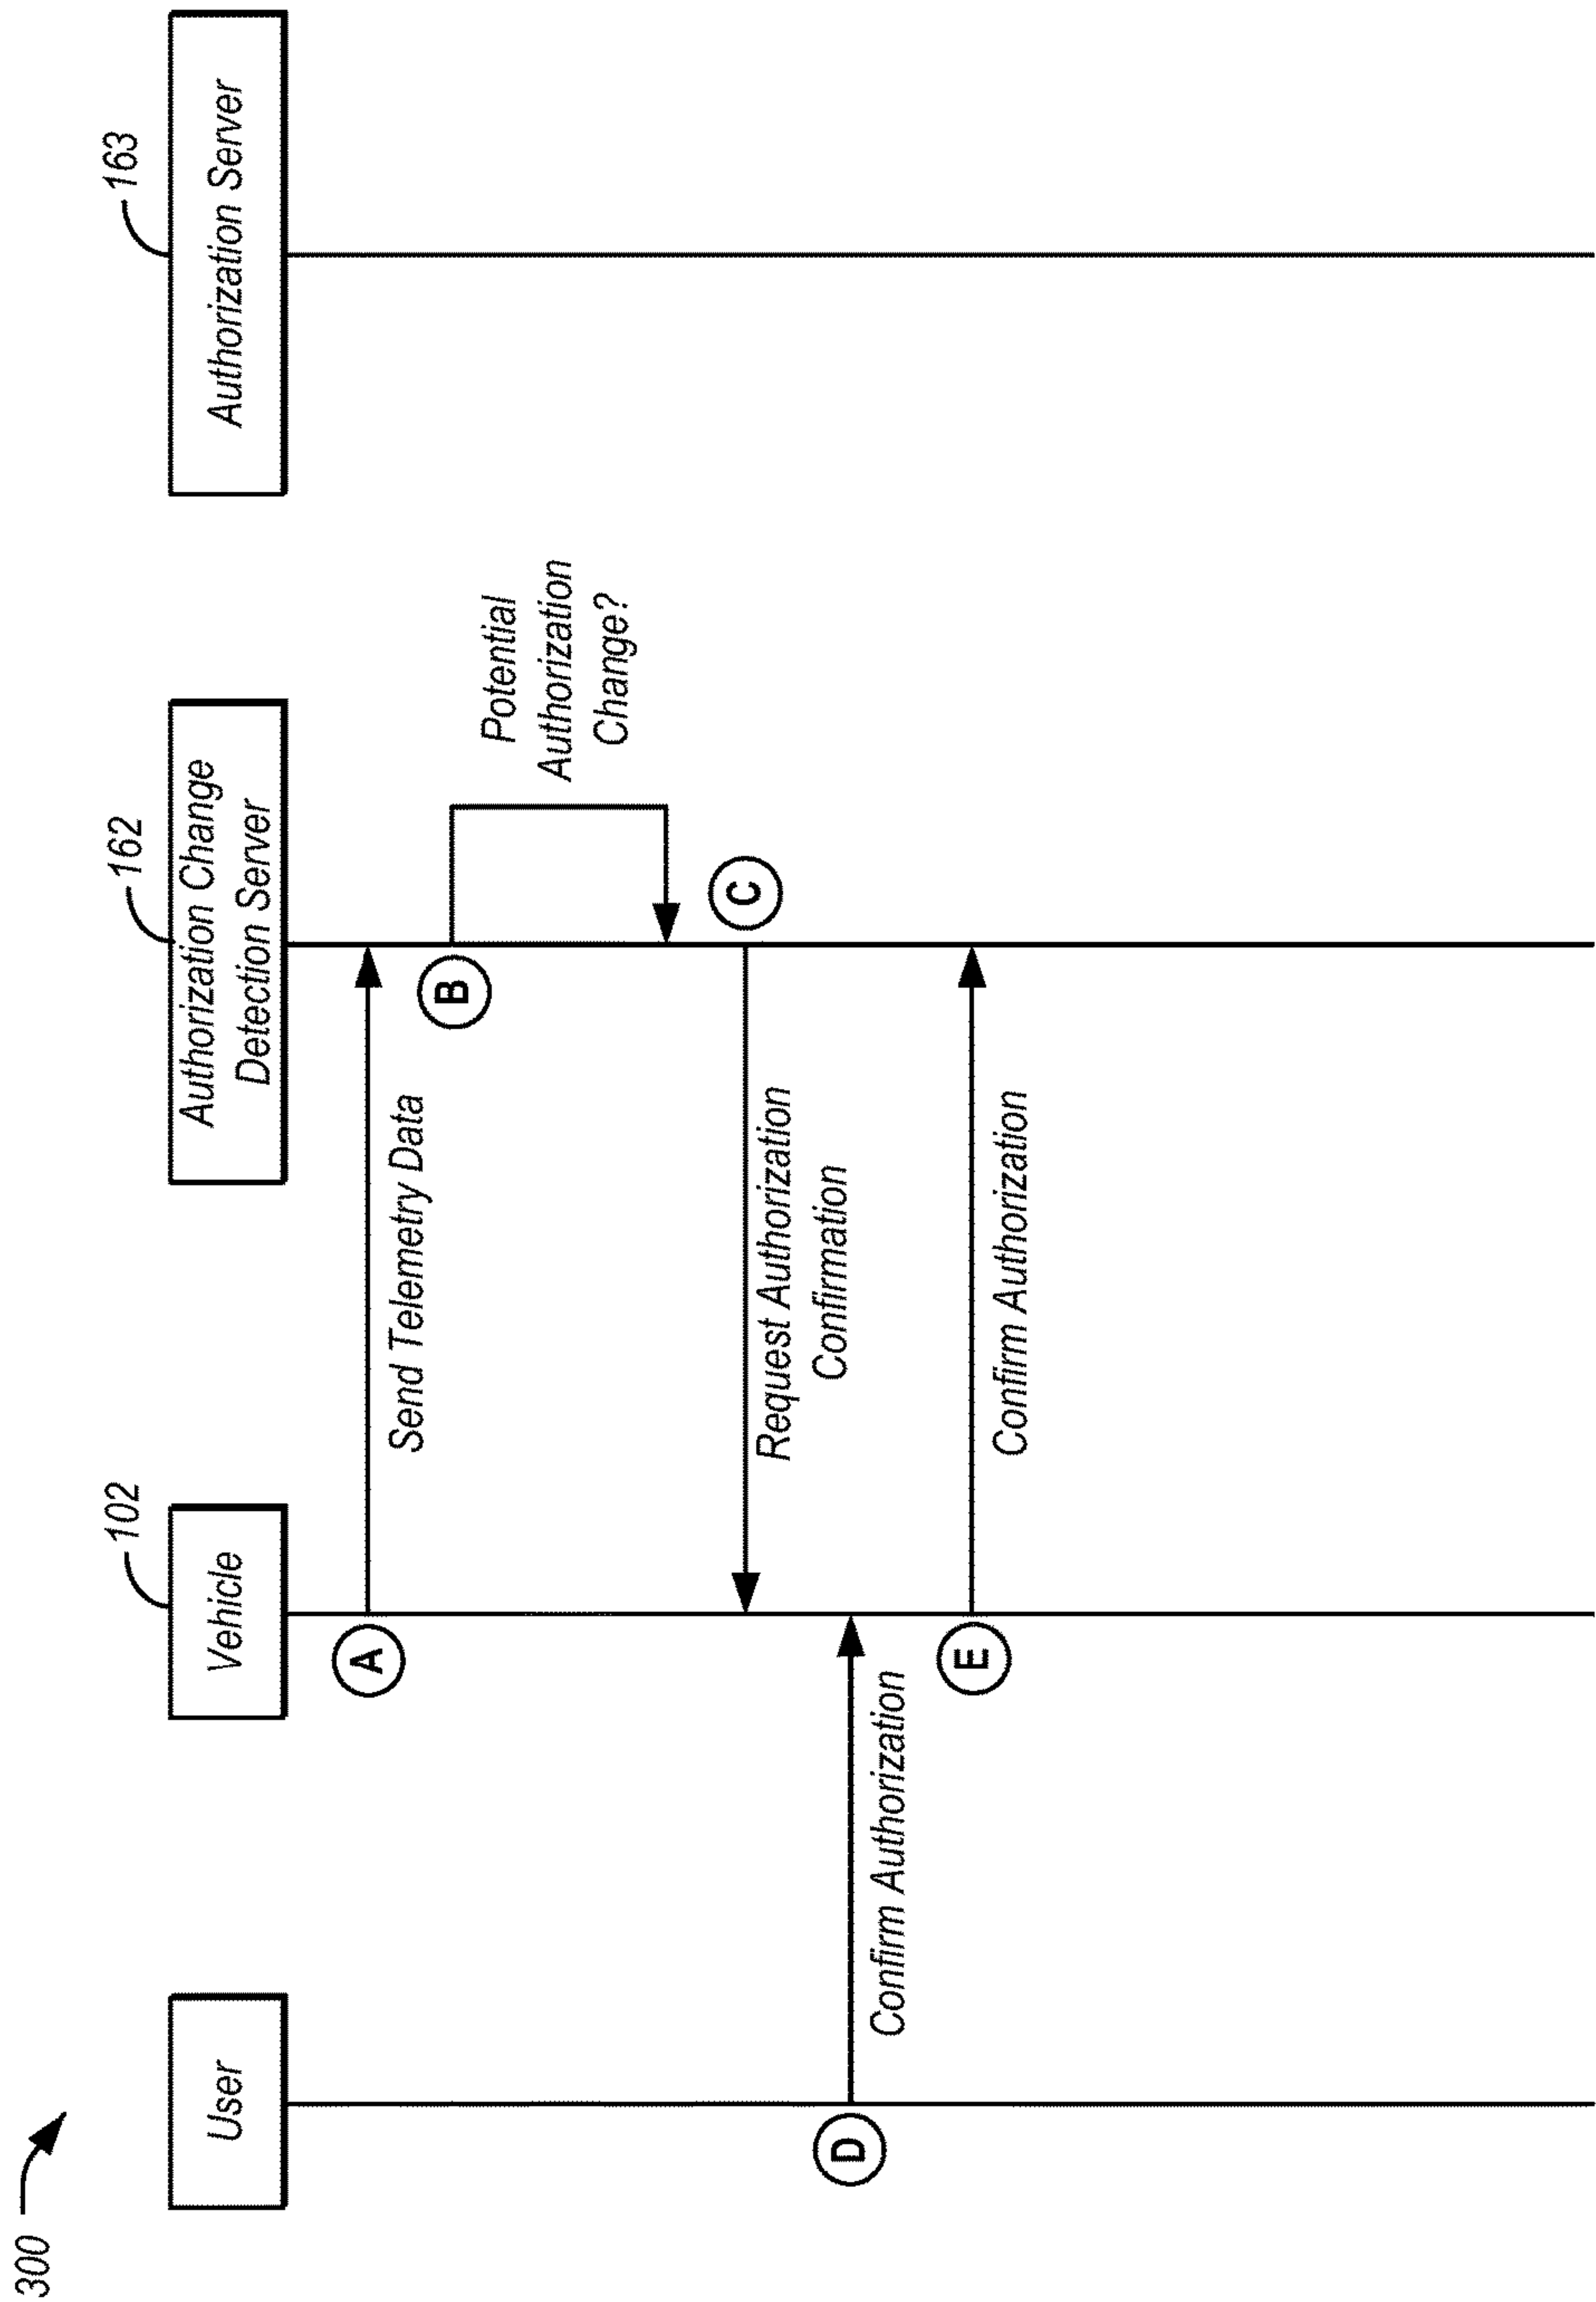 300
User
Vehicle
102
Authorization Change
Detection Server
162
Authorization Server
163
A
Send Telemetry Data
B
Potential
Authorization
Change?
C
Request Authorization
Confirmation
D
Confirm Authorization
E
Confirm Authorization